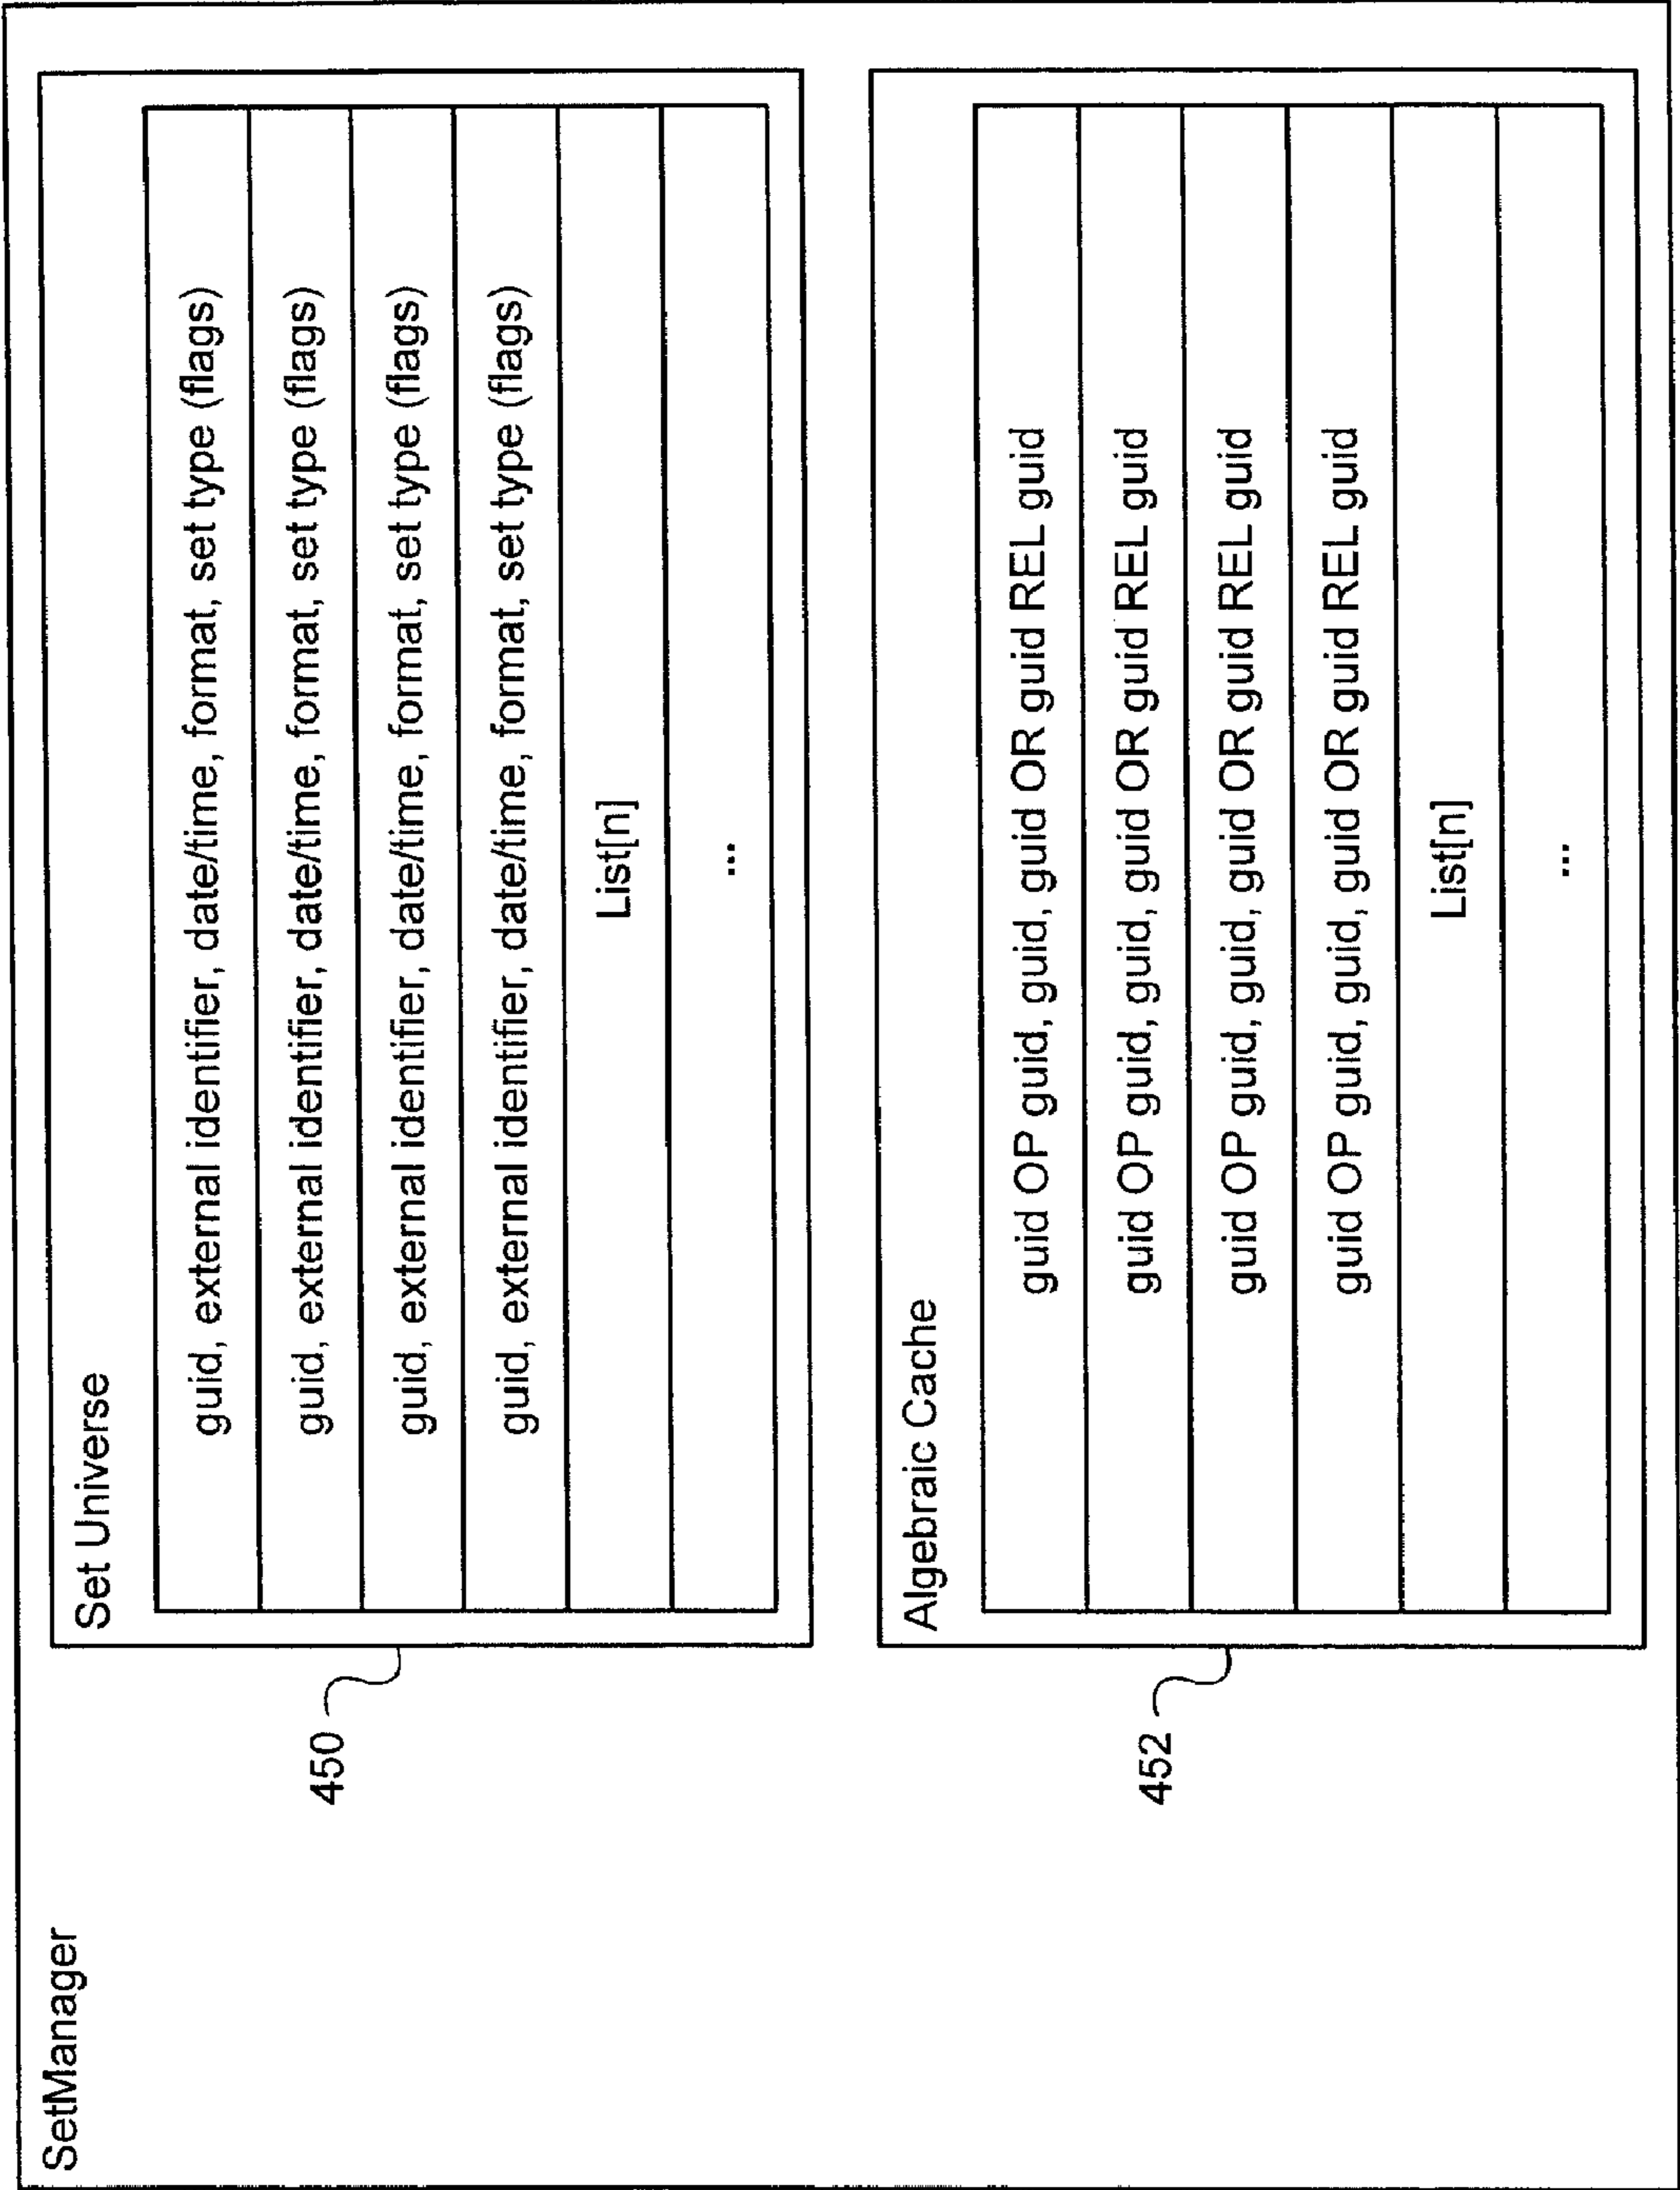 SetManager
Set Universe
guid, external identifier, date/time, format, set type (flags)
guid, external identifier, date/time, format, set type (flags)
guid, external identifier, date/time, format, set type (flags)
guid, external identifier, date/time, format, set type (flags)
List[n]
...
450
Algebraic Cache
guid OP guid, guid, guid OR guid REL guid
guid OP guid, guid, guid OR guid REL guid
guid OP guid, guid, guid OR guid REL guid
guid OP guid, guid, guid OR guid REL guid
List[n]
...
452